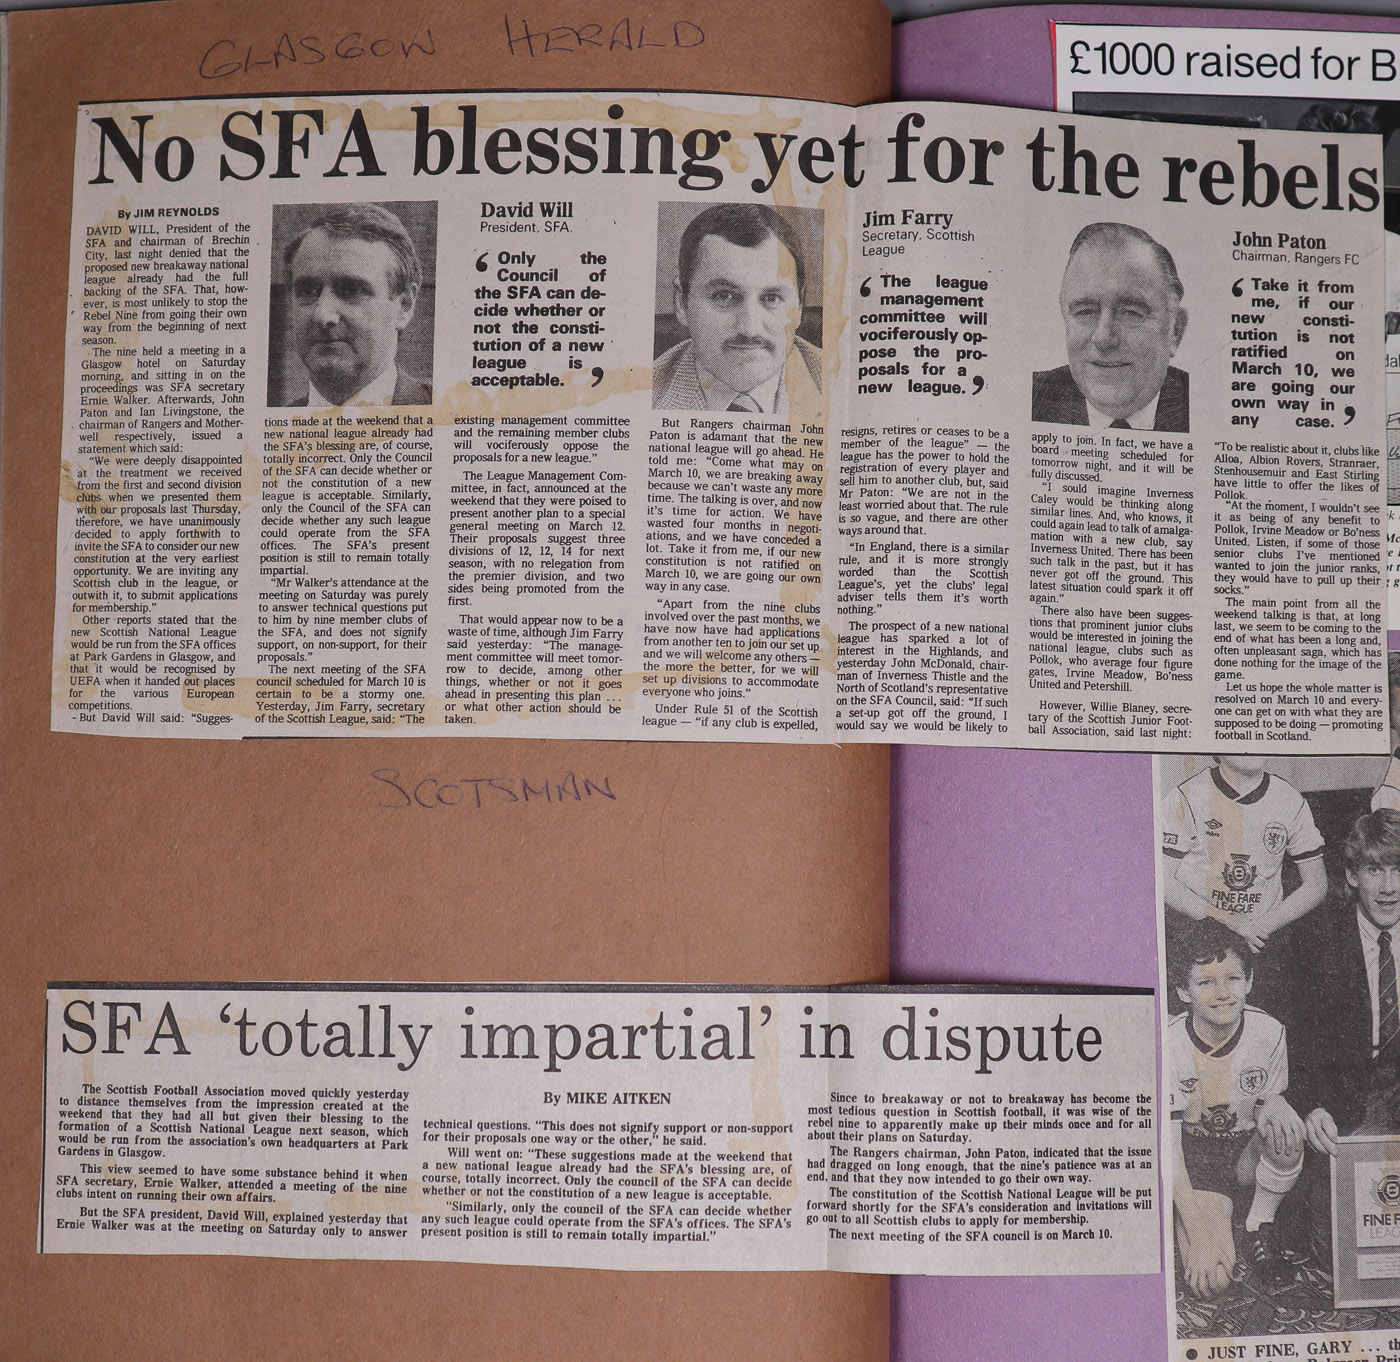 GLASGOW HERALD
£1000 raised for B
No SFA blessing yet for the rebels
By JIM REYNOLDS
DAVID WILL, President of the
SFA and chairman of Brechin
City, last night denied that the
proposed new breakaway national
league already had the full
backing of the SFA. That, how-
ever, is most unlikely to stop the
Rebel Nine from going their own
way from the beginning of next
season.
The nine held a meeting in a
Glasgow hotel on Saturday
morning, and sitting in on the
proceedings was SFA secretary
Ernie Walker. Afterwards, John
Paton and Ian Livingstone, the
chairman of Rangers and Mother-
well respectively, issued a
statement which said:
"We were deeply disappointed
at the treatment we received
from the first and second division
clubs when we presented them
with our proposals last Thursday,
therefore, we have unanimously
decided to apply forthwith to
invite the SFA to consider our new
constitution at the very earliest
opportunity. We are inviting any
Scottish club in the league, or
outwith it, to submit applications
for membership."
Other reports stated that the
new Scottish National League
would be run from the SFA offices
at Park Gardens in Glasgow, and
that it would be recognised by
UEFA when it handed out places
for the various European
competitions.
But David Will said: "Sugges-
David Will
President, SFA.
‘Only the
Council of
the SFA can de-
cide whether or
not the consti-
tution of a new
league is
acceptable.’
tions made at the weekend that a
new national league already had
the SFA's blessing are, of course,
totally incorrect. Only the Council
of the SFA can decide whether or
not the constitution of a new
league is acceptable. Similarly,
only the Council of the SFA can
decide whether any such league
could operate from the SFA
offices. The SFA's present
position is still to remain totally
impartial.
"Mr Walker's attendance at the
meeting on Saturday was purely
to answer technical questions put
to him by nine member clubs of
the SFA, and does not signify
support, on non-support, for their
proposals."
The next meeting of the SFA
council scheduled for March 10 is
certain to be a stormy one.
Yesterday, Jim Farry, secretary
of the Scottish League, said: "The
existing management committee
and the remaining member clubs
will vociferously oppose the
proposals for a new league."
The League Management Com-
mittee, in fact, announced at the
weekend that they were poised to
present another plan to a special
general meeting on March 12.
Their proposals suggest three
divisions of 12, 12, 14 for next
season, with no relegation from
the premier division, and two
sides being promoted from the
first.
That would appear now to be a
waste of time, although Jim Farry
said yesterday: "The manage-
ment committee will meet tomor-
row to decide, among other
things, whether or not it goes
ahead in presenting this plan ...
or what other action should be
taken.
Jim Farry
Secretary, Scottish
League
‘The league
management
committee will
vociferously op-
pose the pro-
posals for a
new league.’
But Rangers chairman John
Paton is adamant that the new
national league will go ahead. He
told me: "Come what may on
March 10, we are breaking away
because we can't waste any more
time. The talking is over, and now
it's time for action. We have
wasted four months in negoti-
ations, and we have conceded a
lot. Take it from me, if our new
constitution is not ratified on
March 10, we are going our own
way in any case.
"Apart from the nine clubs
involved over the past months, we
have now have had applications
from another ten to join our set up
and we will welcome any others —
the more the better, for we will
set up divisions to accommodate
everyone who joins."
Under Rule 51 of the Scottish
league — "if any club is expelled,
resigns, retires or ceases to be a
member of the league" — the
league has the power to hold the
registration of every player and
sell him to another club, but, said
Mr Paton: "We are not in the
least worried about that. The rule
is so vague, and there are other
ways around that.
"In England, there is a similar
rule, and it is more strongly
worded than the Scottish
League's, yet the clubs' legal
adviser tells them it's worth
nothing."
The prospect of a new national
league has sparked a lot of
interest in the Highlands, and
yesterday John McDonald, chair-
man of Inverness Thistle and the
North of Scotland's representative
on the SFA Council, said: "If such
a set-up got off the ground, I
would say we would be likely to
John Paton
Chairman, Rangers FC
‘Take it from
me, if our
new consti-
tution is not
ratified on
March 10, we
are going our
own way in
any case.’
apply to join. In fact, we have a
board meeting scheduled for
tomorrow night, and it will be
fully discussed.
"I sould imagine Inverness
Caley would be thinking along
similar lines. And, who knows, it
could again lead to talk of amalga-
mation with a new club, say
Inverness United. There has been
such talk in the past, but it has
never got off the ground. This
latest situation could spark it off
again."
There also have been sugges-
tions that prominent junior clubs
would be interested in joining the
national league, clubs such as
Pollok, who average four figure
gates, Irvine Meadow, Bo'ness
United and Petershill.
However, Willie Blaney, secre-
tary of the Scottish Junior Foot-
ball Association, said last night:
"To be realistic about it, clubs like
Alloa, Albion Rovers, Stranraer,
Stenhousemuir and East Stirling
have little to offer the likes of
Pollok.
"At the moment, I wouldn't see
it as being of any benefit to
Pollok, Irvine Meadow or Bo'ness
United. Listen, if some of those
senior clubs I've mentioned
wanted to join the junior ranks,
they would have to pull up their
socks."
The main point from all the
weekend talking is that, at long
last, we seem to be coming to the
end of what has been a long and,
often unpleasant saga, which has
done nothing for the image of the
game.
Let us hope the whole matter is
resolved on March 10 and every-
one can get on with what they are
supposed to be doing — promoting
football in Scotland.
SCOTSMAN
SFA ‘totally impartial’ in dispute
The Scottish Football Association moved quickly yesterday
to distance themselves from the impression created at the
weekend that they had all but given their blessing to the
formation of a Scottish National League next season, which
would be run from the association's own headquarters at Park
Gardens in Glasgow.
This view seemed to have some substance behind it when
SFA secretary, Ernie Walker, attended a meeting of the nine
clubs intent on running their own affairs.
But the SFA president, David Will, explained yesterday that
Ernie Walker was at the meeting on Saturday only to answer
By MIKE AITKEN
technical questions. "This does not signify support or non-support
for their proposals one way or the other," he said.
Will went on: "These suggestions made at the weekend that
a new national league already had the SFA's blessing are, of
course, totally incorrect. Only the council of the SFA can decide
whether or not the constitution of a new league is acceptable.
"Similarly, only the council of the SFA can decide whether
any such league could operate from the SFA's offices. The SFA's
present position is still to remain totally impartial."
Since to breakaway or not to breakaway has become the
most tedious question in Scottish football, it was wise of the
rebel nine to apparently make up their minds once and for all
about their plans on Saturday.
The Rangers chairman, John Paton, indicated that the issue
had dragged on long enough, that the nine's patience was at an
end, and that they now intended to go their own way.
The constitution of the Scottish National League will be put
forward shortly for the SFA's consideration and invitations will
go out to all Scottish clubs to apply for membership.
The next meeting of the SFA council is on March 10.
FINE FARE
LEAGUE
FINE F
● JUST FINE, GARY ... th